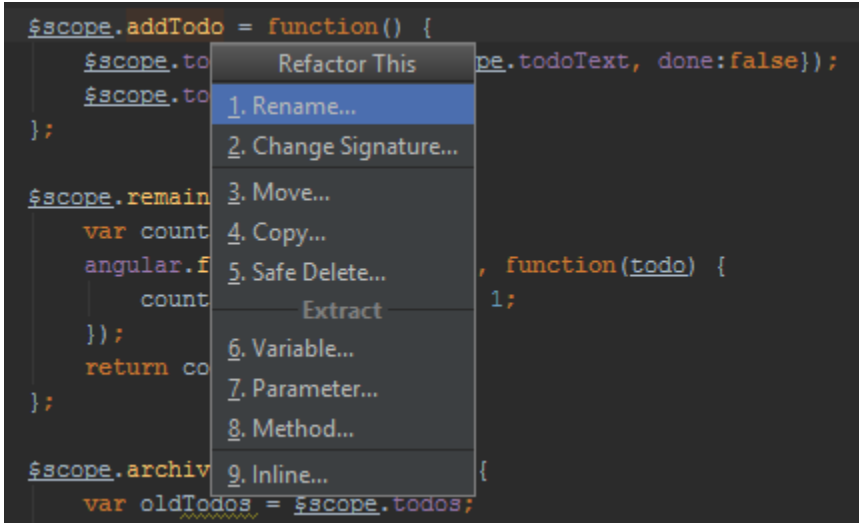 $scope.addTodo = function() {
$scope.to
pe.todoText, done:false});
$scope.to
};
$scope.remain
var count
angular.f
, function(todo) {
count
1;
});
return co
};
$scope.archiv
{
var oldTodos = $scope.todos;
Refactor This
1. Rename...
2. Change Signature...
3. Move...
4. Copy...
5. Safe Delete...
Extract
6. Variable...
7. Parameter...
8. Method...
9. Inline...